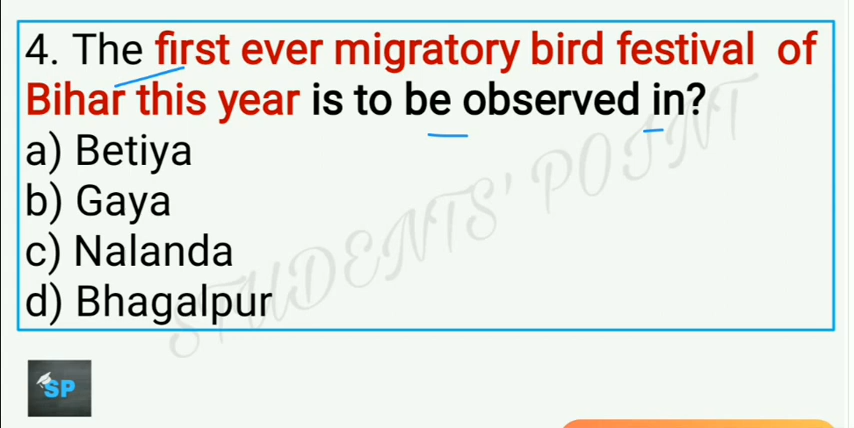 4. The first ever migratory bird festival of
Bihar this year is to be observed in?
a) Betiya
b) Gaya
c) Nalanda
d) Bhagalpur
STUDENTS' POINT
SP